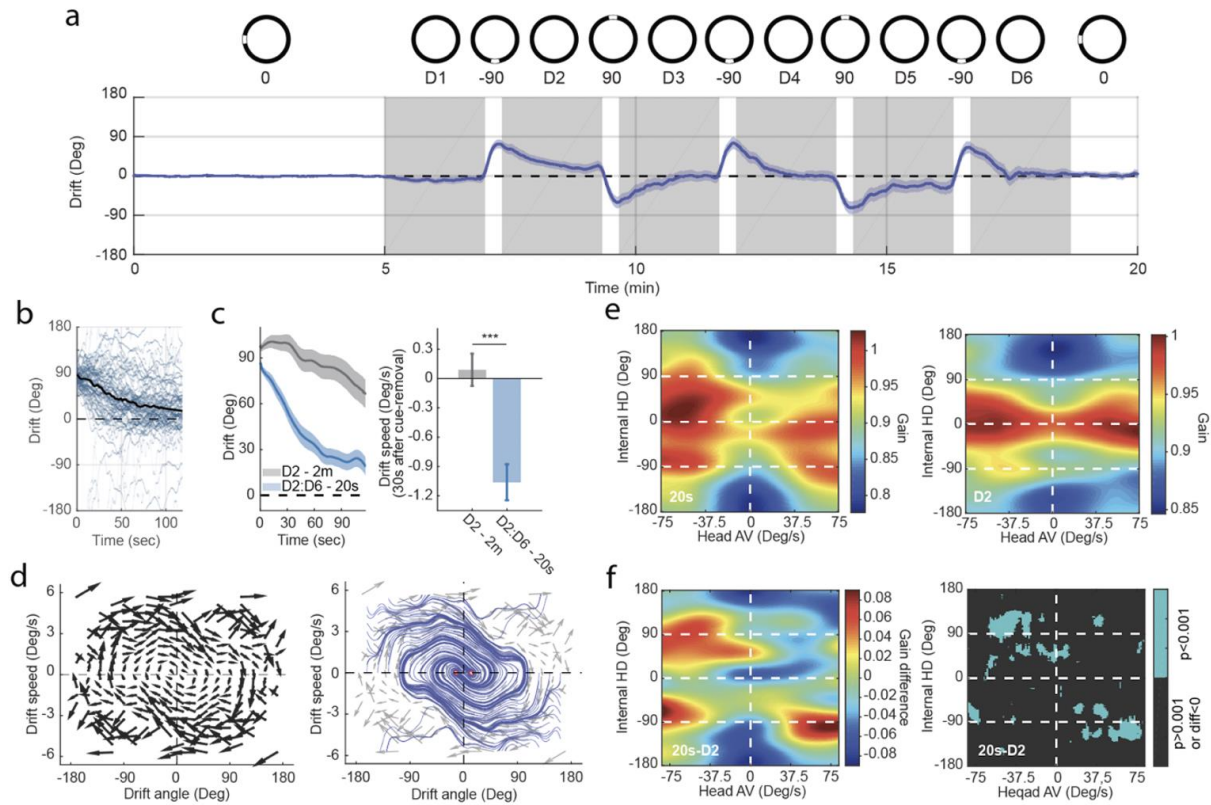 a
0 D1 -90 D2 90 D3 -90 D4 90 D5 -90 D6 0
Drift (Deg)
180
90
0
-90
-180
0 5 10 15 20
Time (min)
b
Drift (Deg)
180
90
0
-90
-180
0 50 100
Time (sec)
c
Drift (Deg)
90
60
30
0
D2 - 2m
D2:D6 - 20s
0 30 60 90
Time (sec)
Drift speed (Deg/s)
(30s after cue-removal)
***
0.3
0
-0.3
-0.6
-0.9
-1.2
D2 - 2m
D2:D6 - 20s
d
Drift speed (Deg/s)
6
3
0
-3
-6
-180 -90 0 90 180
Drift angle (Deg)
Drift speed (Deg/s)
6
3
0
-3
-6
-180 -90 0 90 180
Drift angle (Deg)
e
Internal HD (Deg)
180
90
0
-90
-180
20s
-75 -37.5 0 37.5 75
Head AV (Deg/s)
1
0.95
0.9
0.85
0.8
Gain
Internal HD (Deg)
180
90
0
-90
-180
D2
-75 -37.5 0 37.5 75
Head AV (Deg/s)
1
0.95
0.9
0.85
Gain
f
Internal HD (Deg)
180
90
0
-90
-180
20s-D2
-75 -37.5 0 37.5 75
Head AV (Deg/s)
0.08
0.06
0.04
0.02
0
-0.02
-0.04
-0.06
-0.08
Gain difference
Internal HD (Deg)
180
90
0
-90
-180
20s-D2
-75 -37.5 0 37.5 75
Heqad AV (Deg/s)
p<0.001
p>0.001
or diff<0